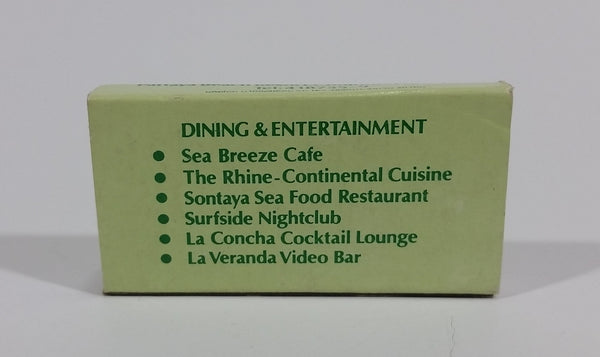 DINING & ENTERTAINMENT
• Sea Breeze Cafe
• The Rhine-Continental Cuisine
• Sontaya Sea Food Restaurant
• Surfside Nightclub
• La Concha Cocktail Lounge
• La Veranda Video Bar